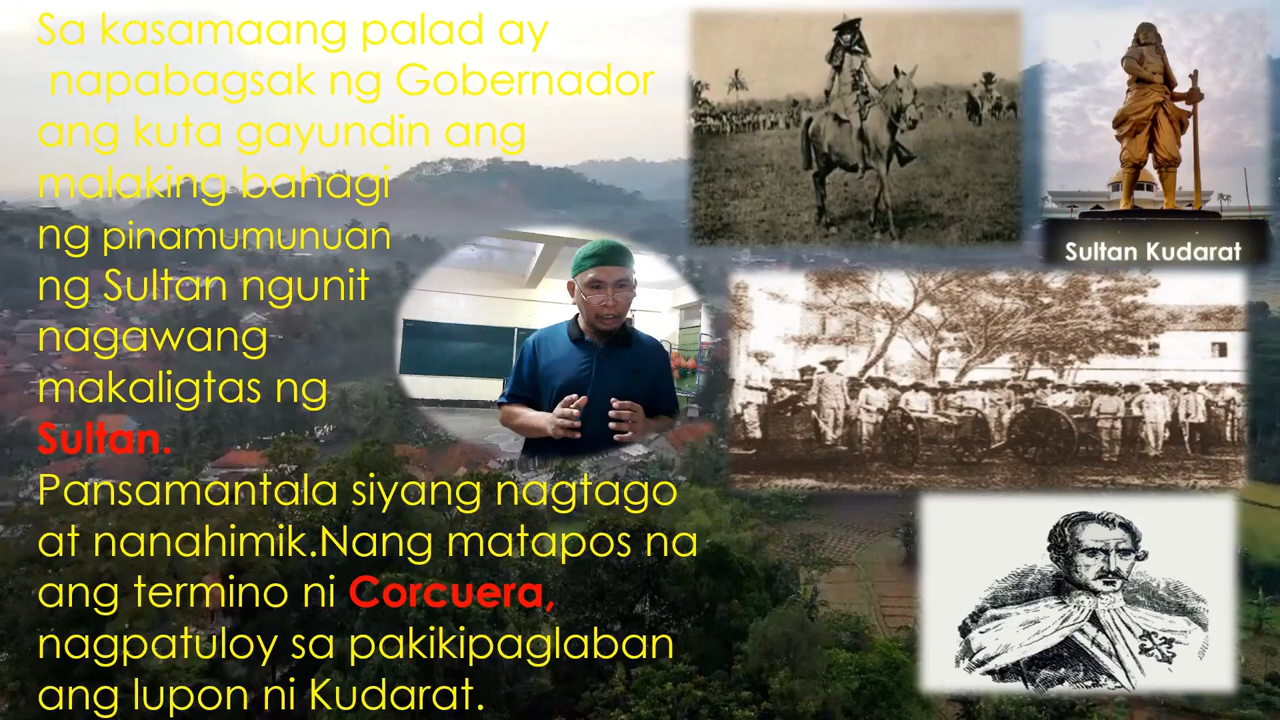 Sa kasamaang palad ay
napabagsak ng Gobernador
ang kuta gayundin ang
malaking bahagi
ng pinamumunuan
ng Sultan ngunit
nagawang
makaligtas ng
Sultan.
Pansamantala siyang nagtago
at nanahimik.Nang matapos na
ang termino ni Corcuera,
nagpatuloy sa pakikipaglaban
ang lupon ni Kudarat.
Sultan Kudarat